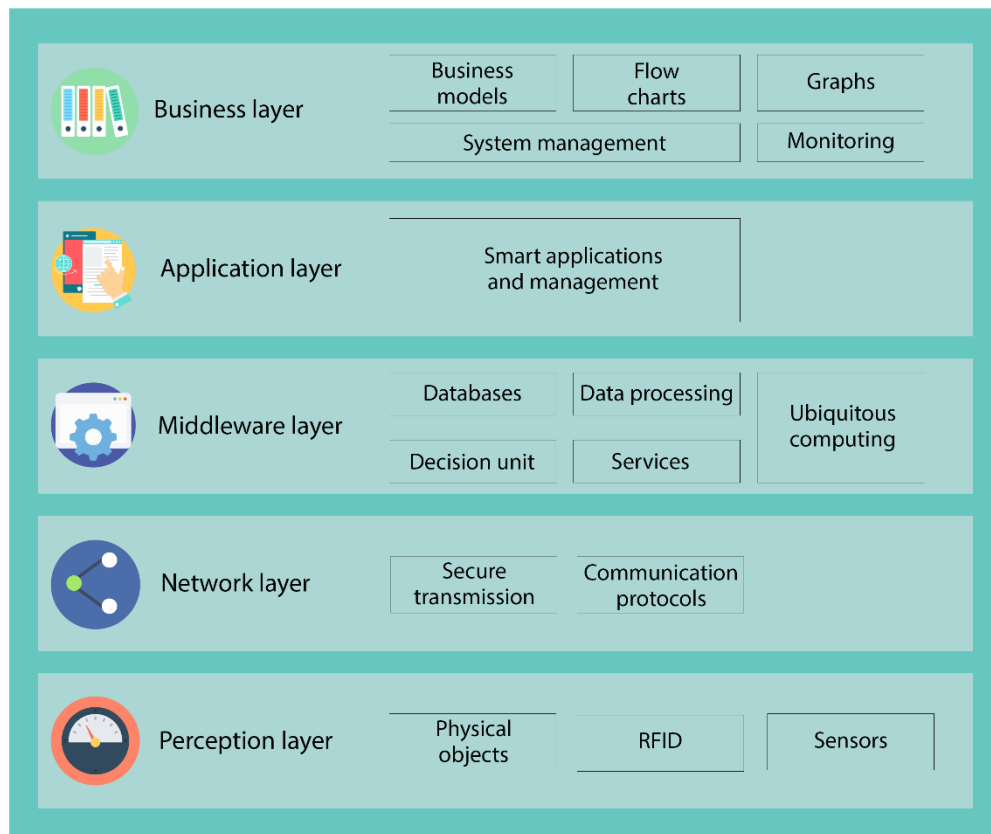 Business layer
Business
models
Flow
charts
Graphs
System management
Monitoring
Application layer
Smart applications
and management
Middleware layer
Databases
Data processing
Ubiquitous
computing
Decision unit
Services
Network layer
Secure
transmission
Communication
protocols
Perception layer
Physical
objects
RFID
Sensors